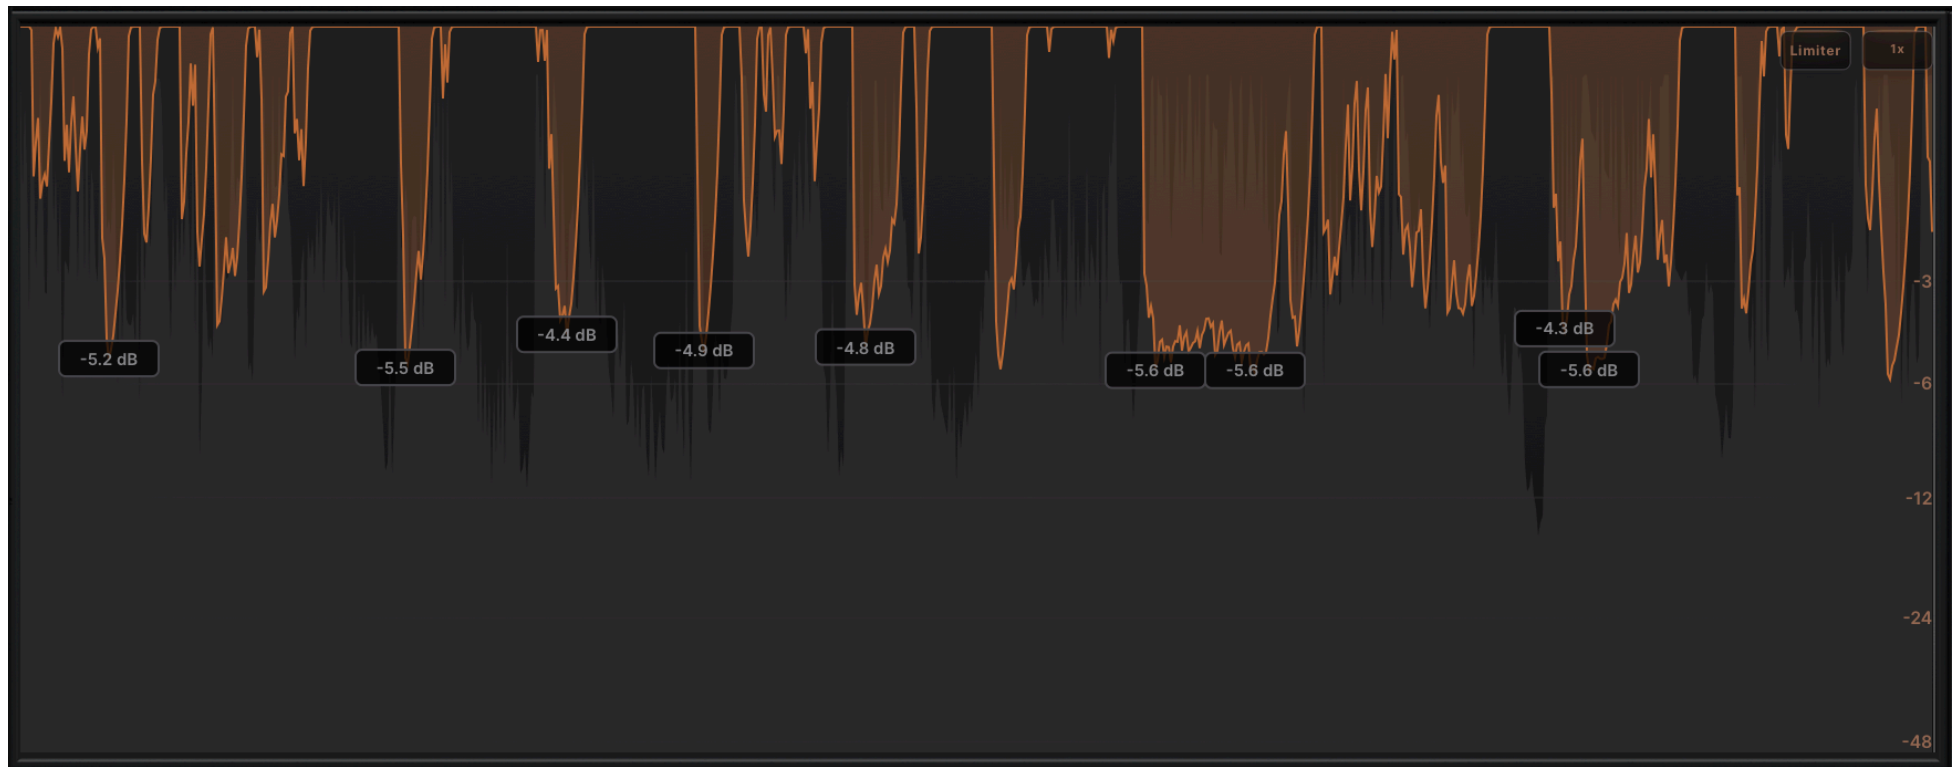 Limiter
1x
-3
-4.3 dB
-4.4 dB
-4.8 dB
-4.9 dB
-5.2 dB
-5.5 dB
-5.6 dB
-5.6 dB
-5.6 dB
-6
-12
-24
-48